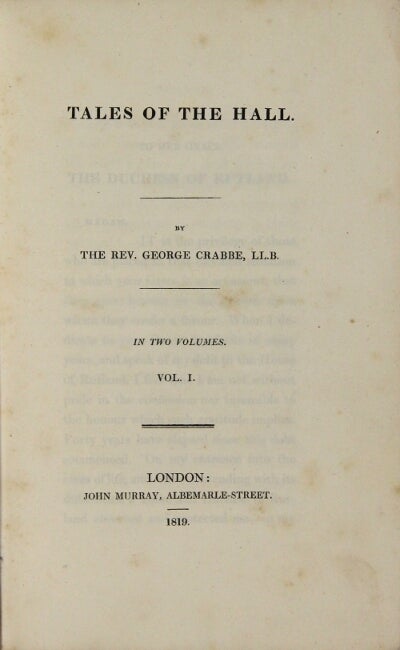 TALES OF THE HALL.
BY
THE REV. GEORGE CRABBE, LL.B.
IN TWO VOLUMES.
VOL. I.
LONDON:
JOHN MURRAY, ALBEMARLE-STREET.
1819.